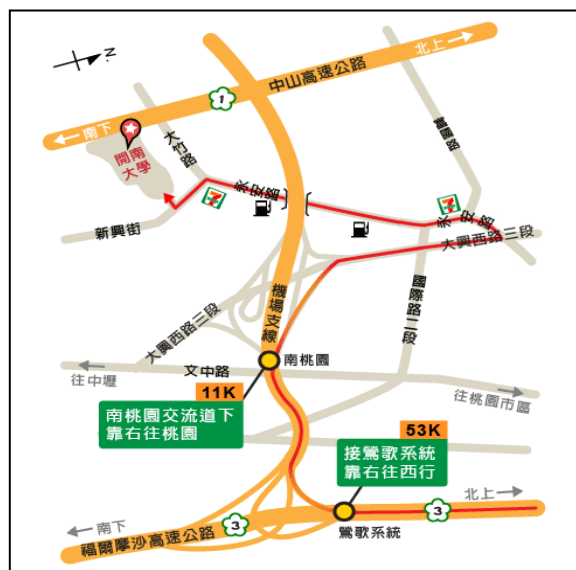 N
北上
中山高速公路
1
南下
開南
大學
大竹路
7
永安路
新興街
萬壽路
7
永安路
大興西路三段
國際路二段
機場支線
大興西路三段
文中路
南桃園
往中壢
往桃園市區
11K
南桃園交流道下
靠右往桃園
53K
接鶯歌系統
靠右往西行
北上
3
鶯歌系統
南下
3
福爾摩沙高速公路